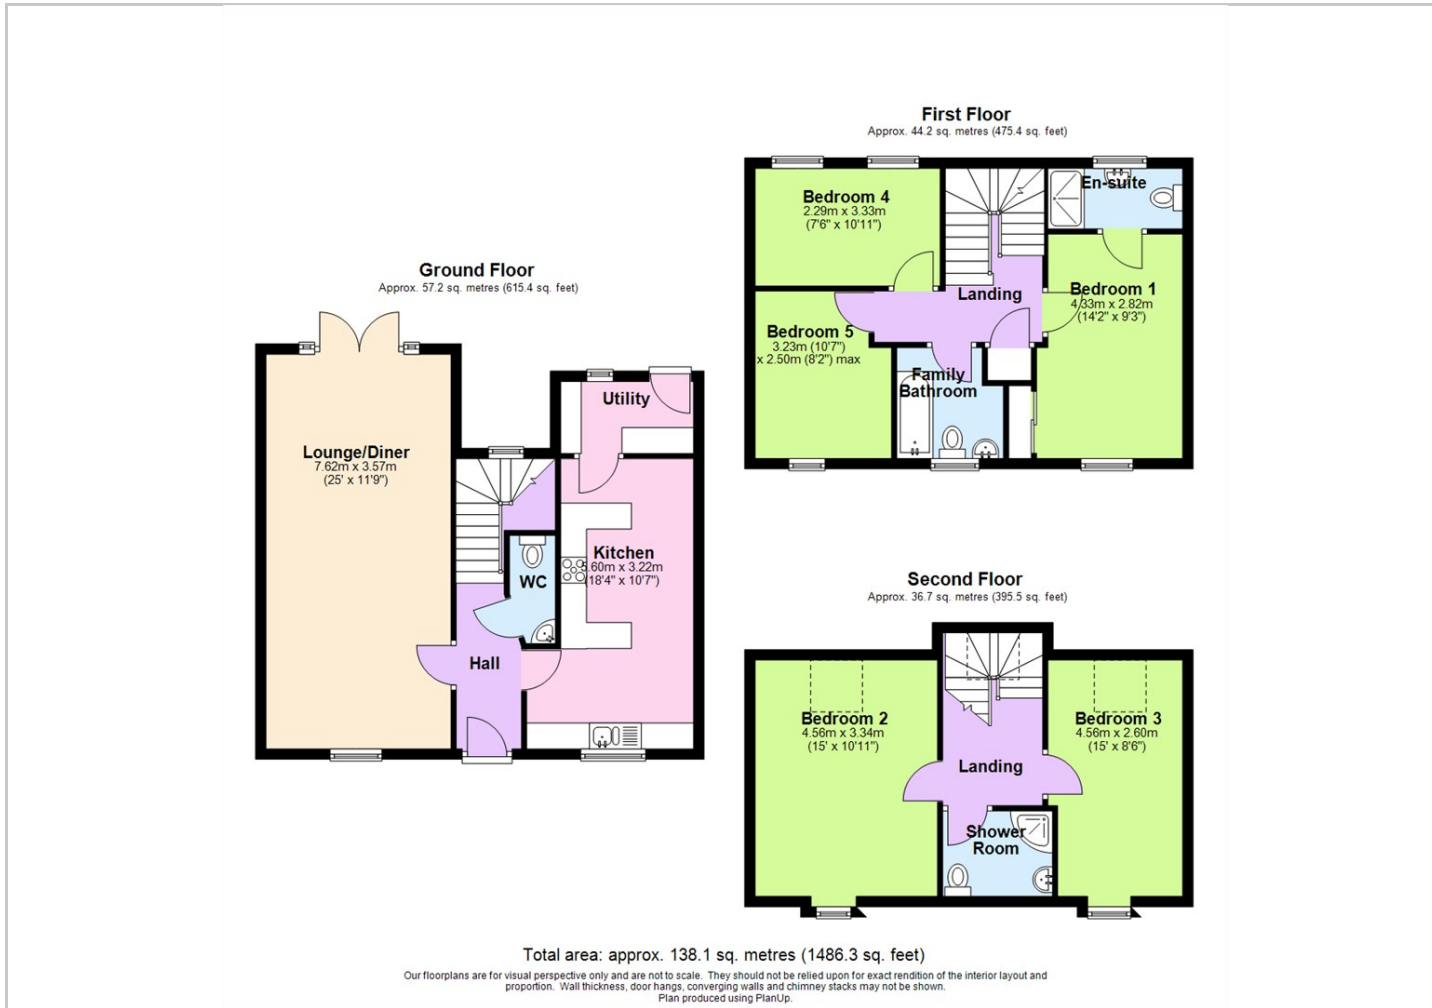 Ground Floor
Approx. 57.2 sq. metres (615.4 sq. feet)
Lounge/Diner
7.62m x 3.57m
(25' x 11'9")
Utility
Kitchen
5.60m x 3.22m
(18'4" x 10'7")
WC
Hall
First Floor
Approx. 44.2 sq. metres (475.4 sq. feet)
Bedroom 4
2.29m x 3.33m
(7'6" x 10'11")
En-suite
Landing
Bedroom 1
4.33m x 2.82m
(14'2" x 9'3")
Bedroom 5
3.23m (10'7")
x 2.50m (8'2") max
Family
Bathroom
Second Floor
Approx. 36.7 sq. metres (395.5 sq. feet)
Bedroom 2
4.56m x 3.34m
(15' x 10'11")
Bedroom 3
4.56m x 2.60m
(15' x 8'6")
Landing
Shower
Room
Total area: approx. 138.1 sq. metres (1486.3 sq. feet)
Our floorplans are for visual perspective only and are not to scale. They should not be relied upon for exact rendition of the interior layout and
proportion. Wall thickness, door hangs, converging walls and chimney stacks may not be shown.
Plan produced using PlanUp.